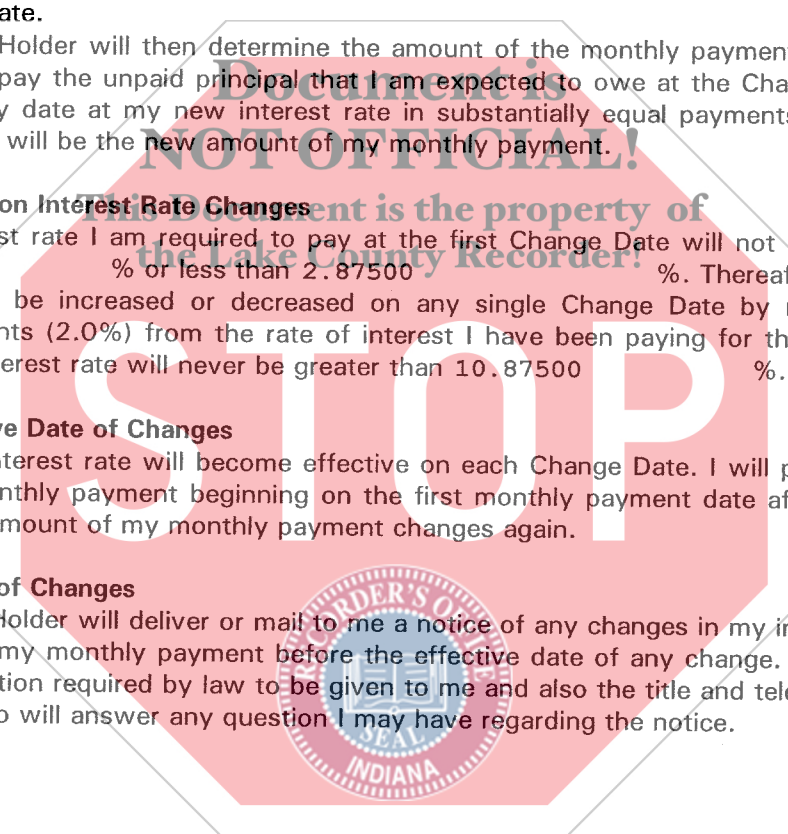 ate.
Holder will then determine the amount of the monthly payment
pay the unpaid principal that I am expected to owe at the Cha
y date at my new interest rate in substantially equal payments
will be the new amount of my monthly payment.
on Interest Rate Changes
st rate I am required to pay at the first Change Date will not
% or less than 2.87500 %. Thereaf
be increased or decreased on any single Change Date by
nts (2.0%) from the rate of interest I have been paying for th
erest rate will never be greater than 10.87500 %.
e Date of Changes
nterest rate will become effective on each Change Date. I will p
nthly payment beginning on the first monthly payment date af
mount of my monthly payment changes again.
of Changes
Holder will deliver or mail to me a notice of any changes in my i
my monthly payment before the effective date of any change.
tion required by law to be given to me and also the title and tele
o will answer any question I may have regarding the notice.
Document is
NOT OFFICIAL!
This Document is the property of
the Lake County Recorder!
STOP
RECORDER'S OFFICE
SEAL
INDIANA